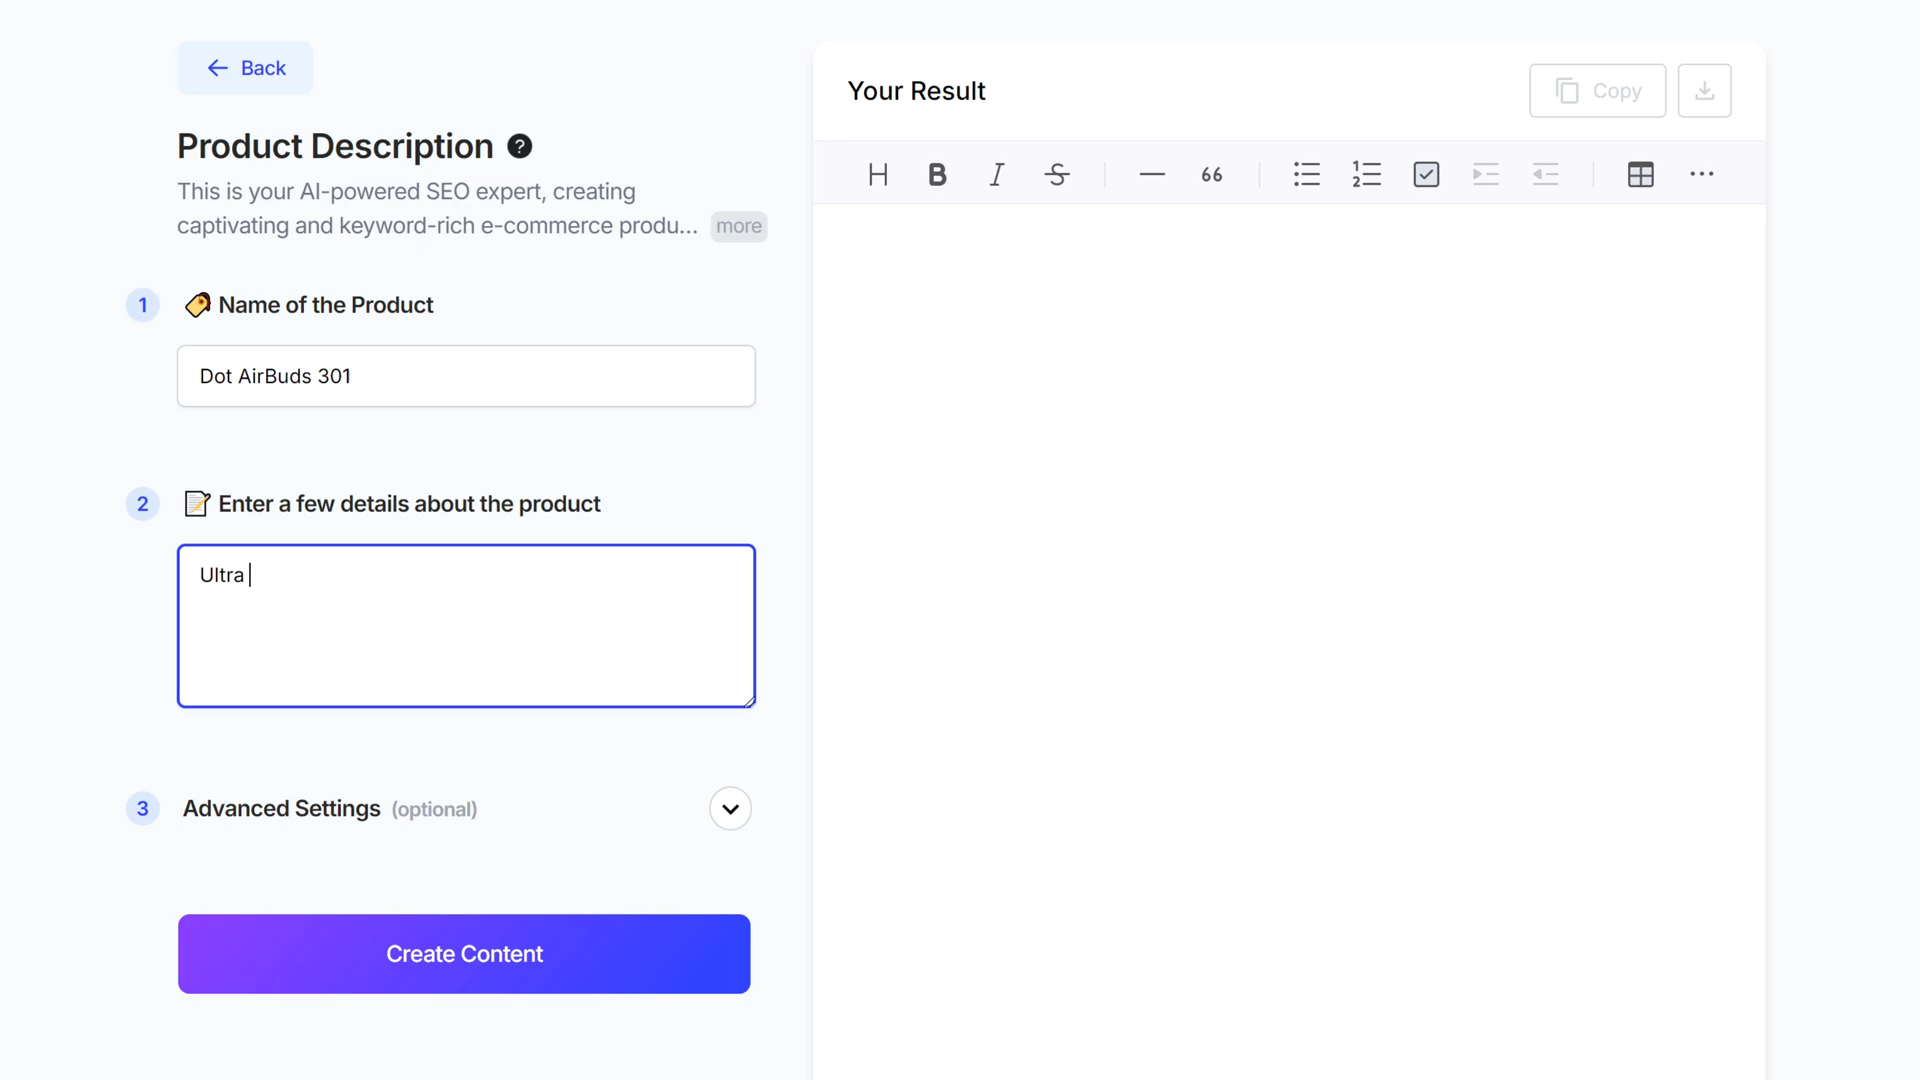 Back
Product Description
This is your AI-powered SEO expert, creating
captivating and keyword-rich e-commerce produ... more
1 Name of the Product
Dot AirBuds 301
2 Enter a few details about the product
Ultra
3 Advanced Settings (optional)
Create Content
Your Result
Copy